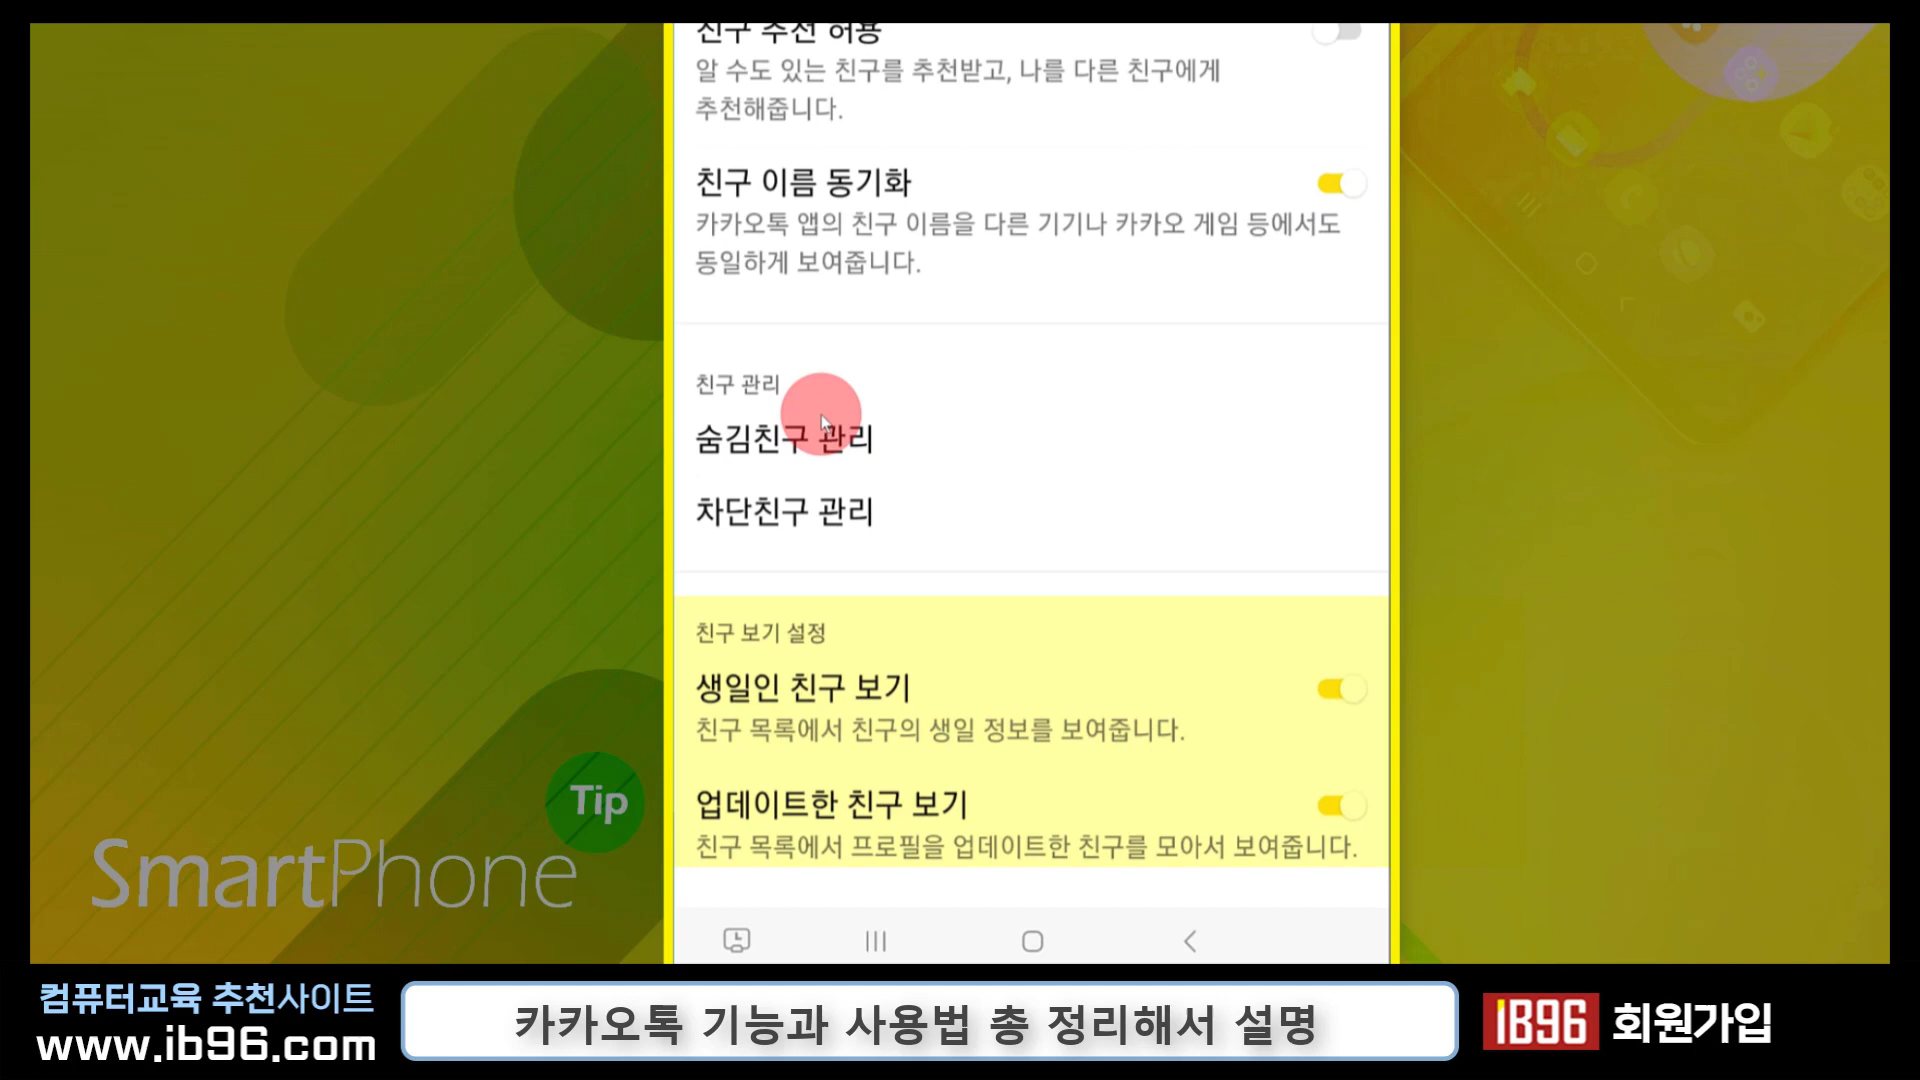 친구 추천 허용
알 수도 있는 친구를 추천받고, 나를 다른 친구에게
추천해줍니다.
친구 이름 동기화
카카오톡 앱의 친구 이름을 다른 기기나 카카오 게임 등에서도
동일하게 보여줍니다.
친구 관리
숨김친구 관리
차단친구 관리
친구 보기 설정
생일인 친구 보기
친구 목록에서 친구의 생일 정보를 보여줍니다.
업데이트한 친구 보기
친구 목록에서 프로필을 업데이트한 친구를 모아서 보여줍니다.
Tip
SmartPhone
컴퓨터교육 추천사이트
www.ib96.com
카카오톡 기능과 사용법 총 정리해서 설명
IB96 회원가입